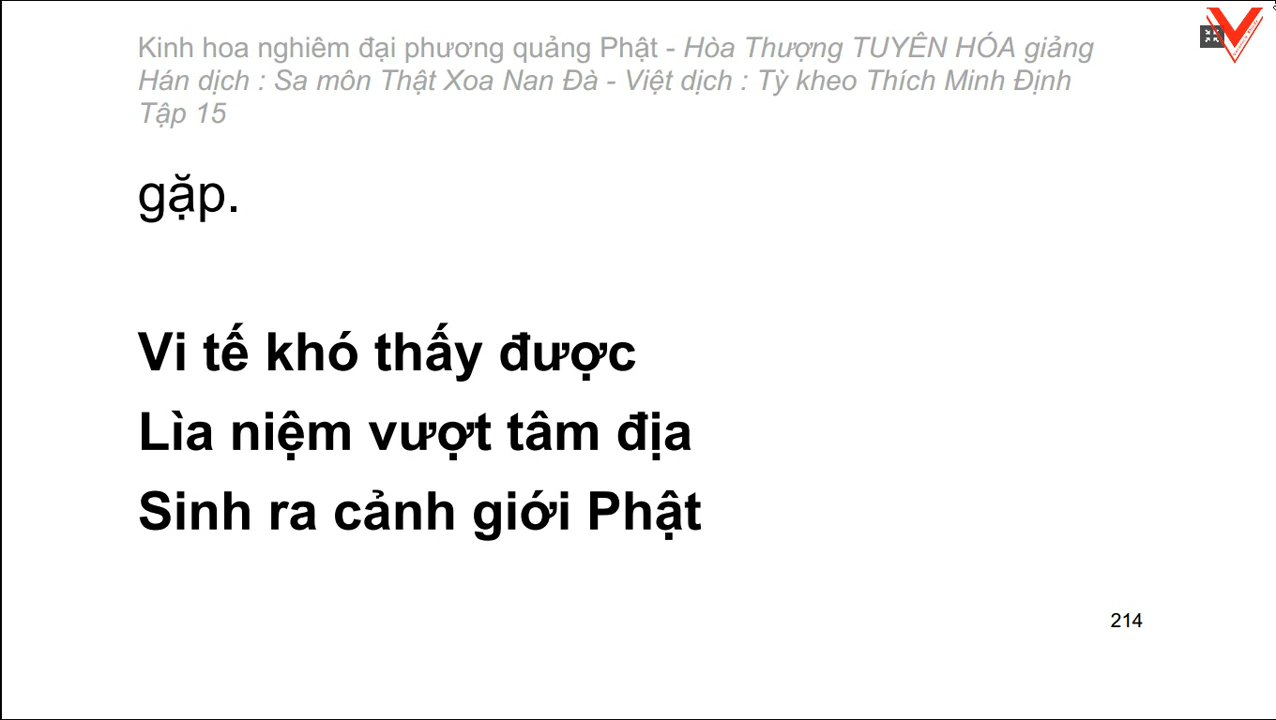 Kinh hoa nghiêm đại phương quảng Phật - Hòa Thượng TUYÊN HÓA giảng
Hán dịch : Sa môn Thật Xoa Nan Đà - Việt dịch : Tỳ kheo Thích Minh Định
Tập 15
gặp.
Vi tế khó thấy được
Lìa niệm vượt tâm địa
Sinh ra cảnh giới Phật
214